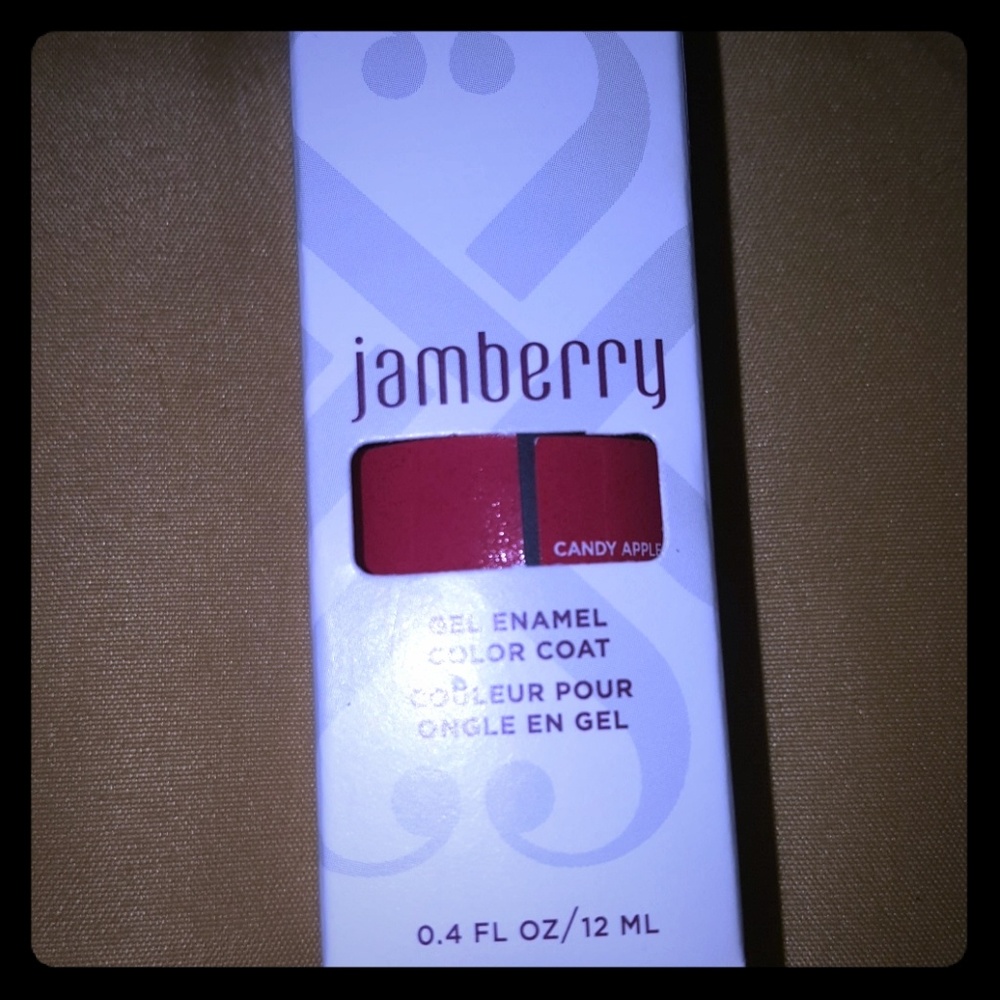 jamberry
CANDY APPLE
GEL ENAMEL
COLOR COAT
COULEUR POUR
ONGLE EN GEL
0.4 FL OZ/12 ML